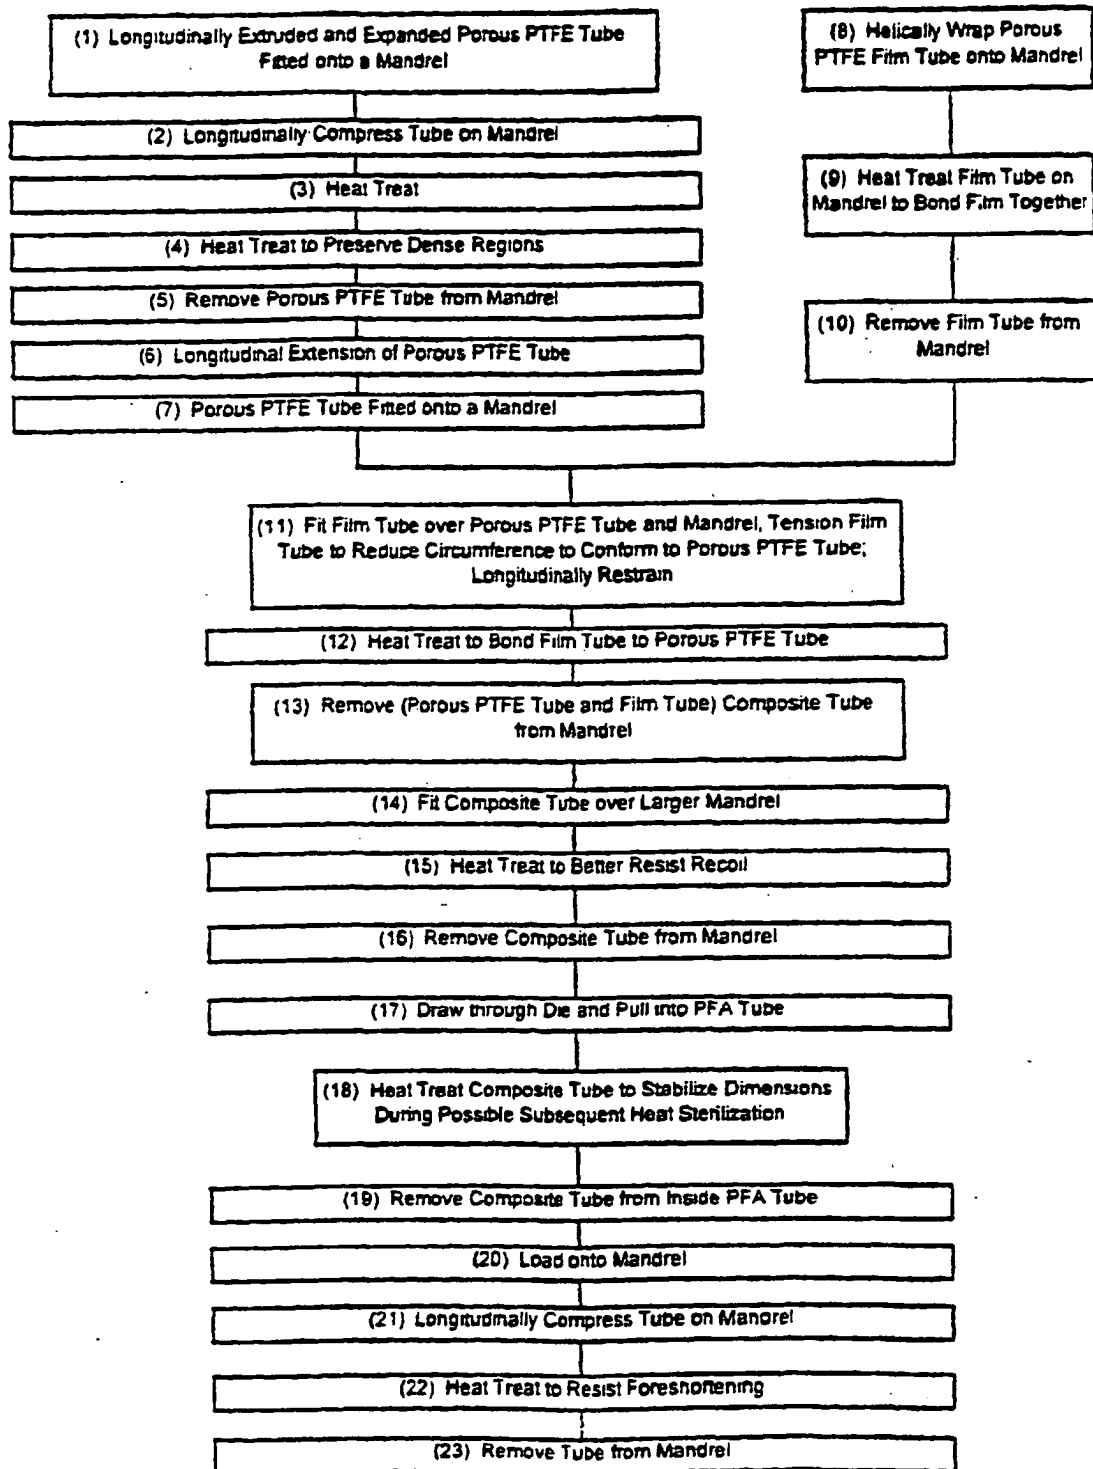 (1) Longitudinally Extruded and Expanded Porous PTFE Tube
Fitted onto a Mandrel
(2) Longitudinally Compress Tube on Mandrel
(3) Heat Treat
(4) Heat Treat to Preserve Dense Regions
(5) Remove Porous PTFE Tube from Mandrel
(6) Longitudinal Extension of Porous PTFE Tube
(7) Porous PTFE Tube Fitted onto a Mandrel
(8) Helically Wrap Porous
PTFE Film Tube onto Mandrel
(9) Heat Treat Film Tube on
Mandrel to Bond Film Together
(10) Remove Film Tube from
Mandrel
(11) Fit Film Tube over Porous PTFE Tube and Mandrel, Tension Film
Tube to Reduce Circumference to Conform to Porous PTFE Tube;
Longitudinally Restrain
(12) Heat Treat to Bond Film Tube to Porous PTFE Tube
(13) Remove (Porous PTFE Tube and Film Tube) Composite Tube
from Mandrel
(14) Fit Composite Tube over Larger Mandrel
(15) Heat Treat to Better Resist Recoil
(16) Remove Composite Tube from Mandrel
(17) Draw through Die and Pull into PFA Tube
(18) Heat Treat Composite Tube to Stabilize Dimensions
During Possible Subsequent Heat Sterilization
(19) Remove Composite Tube from Inside PFA Tube
(20) Load onto Mandrel
(21) Longitudinally Compress Tube on Mandrel
(22) Heat Treat to Resist Foreshortening
(23) Remove Tube from Mandrel